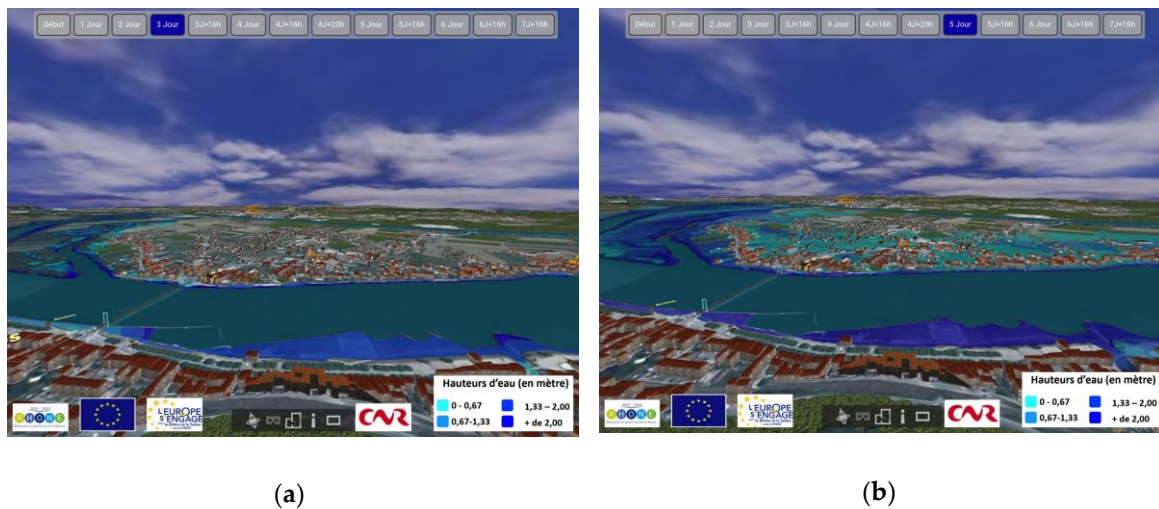 Début 1 Jour 2 Jour 3 Jour 3J+16h 4 Jour 4J+16h 4J+20h 5 Jour 5J+16h 6 Jour 6J+16h 7J+16h
Hauteurs d'eau (en mètre)
0 - 0,67 1,33 – 2,00
0,67-1,33 + de 2,00
RHÔNE
L'EUROPE
S'ENGAGE
CNR
(a)
Début 1 Jour 2 Jour 3 Jour 3J+16h 4 Jour 4J+16h 4J+20h 5 Jour 5J+16h 6 Jour 6J+16h 7J+16h
Hauteurs d'eau (en mètre)
0 - 0,67 1,33 – 2,00
0,67-1,33 + de 2,00
RHÔNE
L'EUROPE
S'ENGAGE
CNR
(b)